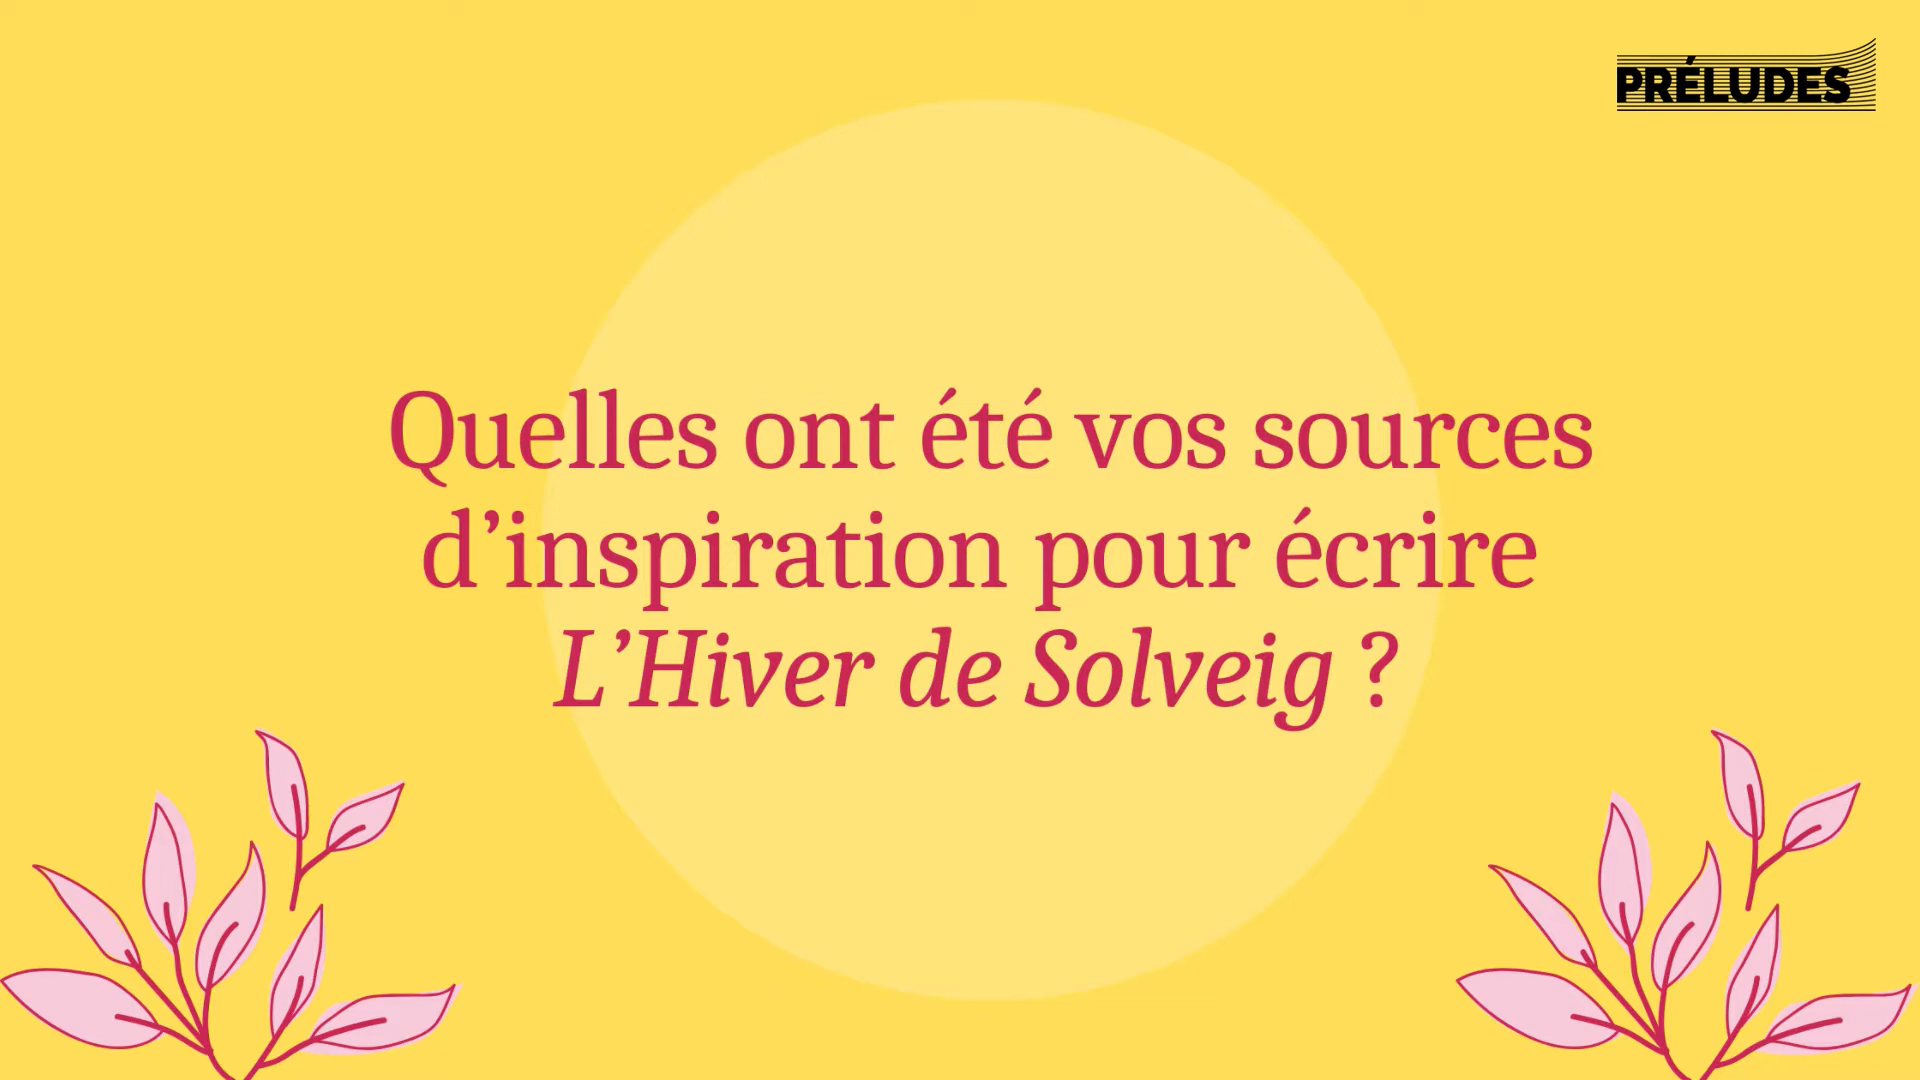 PRÉLUDES
Quelles ont été vos sources
d’inspiration pour écrire
L’Hiver de Solveig ?